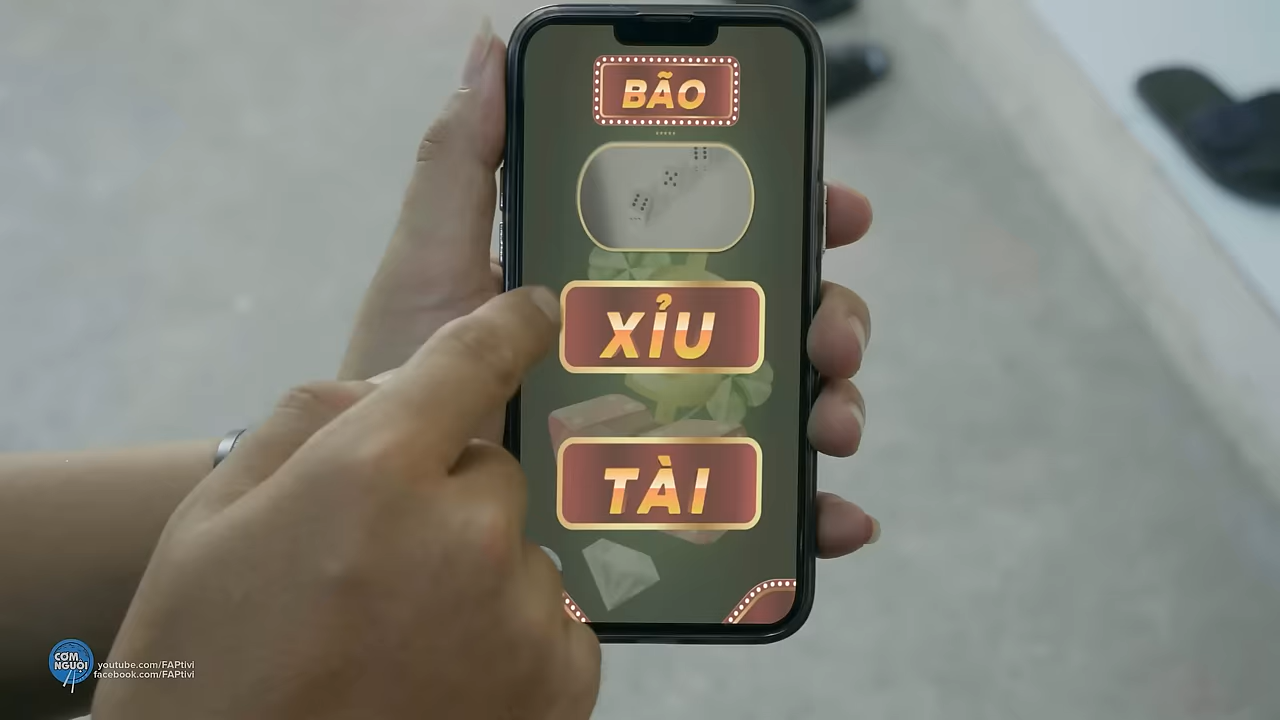 BÃO
XỈU
TÀI
CƠM
NGUỘI
youtube.com/FAPtivi
facebook.com/FAPtivi